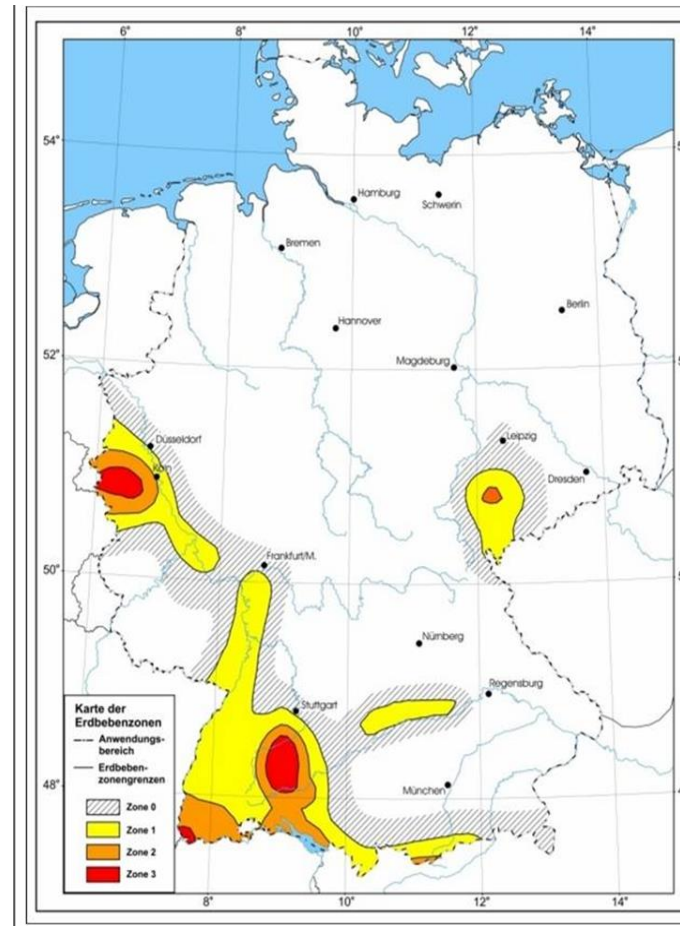 6°
8°
10°
12°
14°
54°
Hamburg
Schwerin
Bremen
Berlin
Hannover
52°
Magdeburg
Düsseldorf
Leipzig
Köln
Dresden
50°
Frankfurt/M.
Nürnberg
Regensburg
Stuttgart
48°
München
Karte der
Erdbebenzonen
Anwendungs-
bereich
Erdbeben-
zonengrenzen
Zone 0
Zone 1
Zone 2
Zone 3
8°
10°
12°
14°